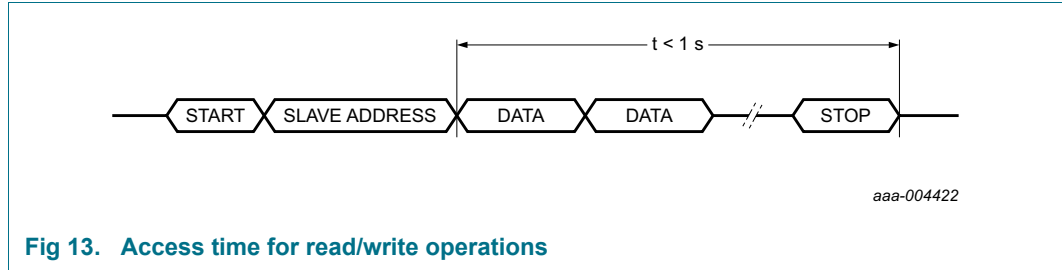 t < 1 s
START SLAVE ADDRESS DATA DATA STOP
aaa-004422
Fig 13. Access time for read/write operations